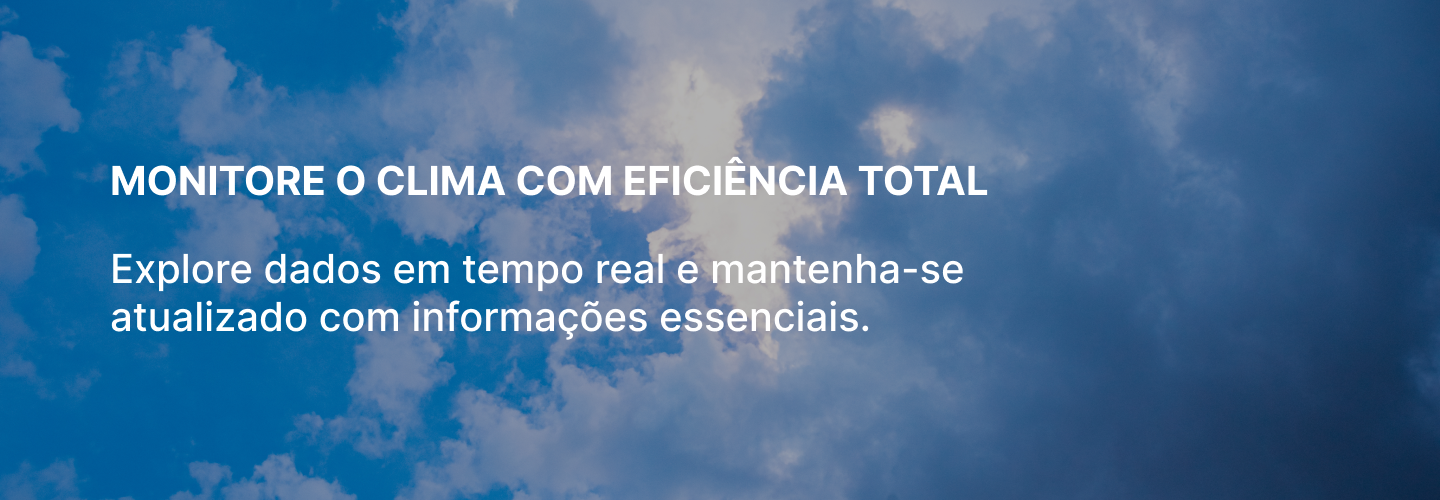 MONITORE O CLIMA COM EFICIÊNCIA TOTAL
Explore dados em tempo real e mantenha-se
atualizado com informações essenciais.